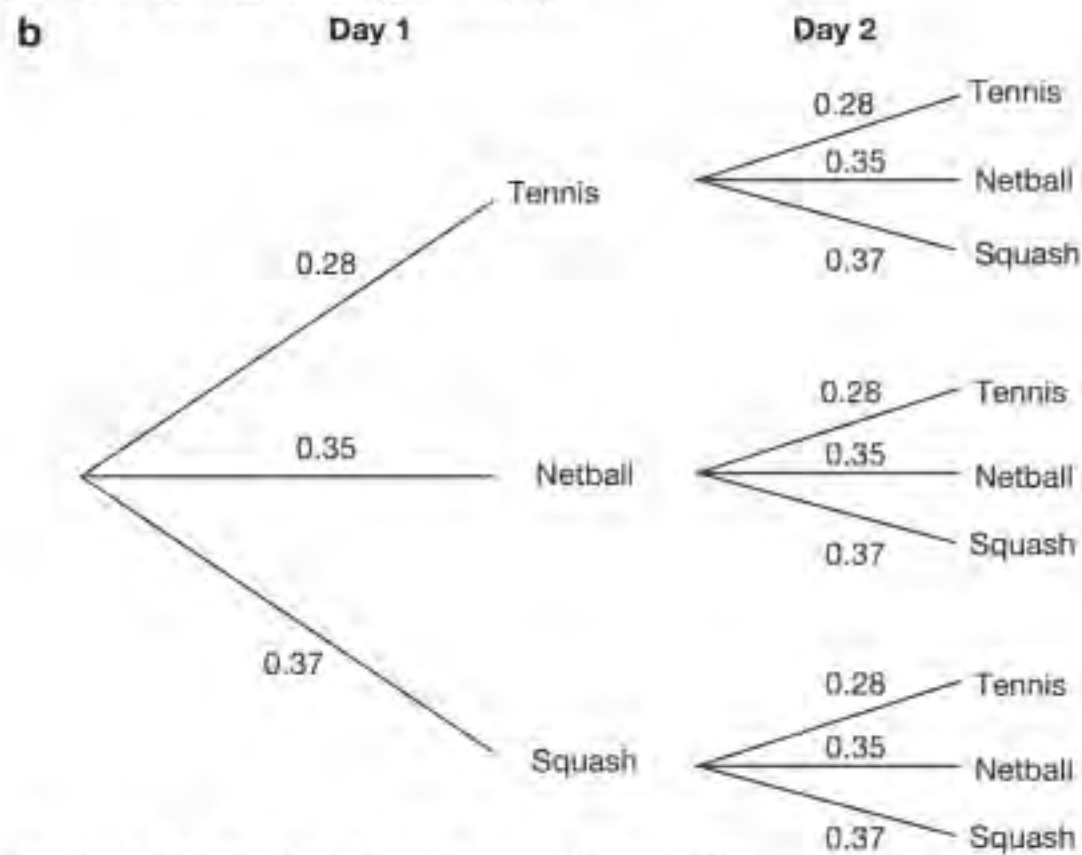 b Day 1 Day 2
Tennis
0.28
0.35
Tennis
Netball
0.28
0.37
Squash
0.28
Tennis
0.35
0.35
Netball
Netball
0.37
Squash
0.37
0.28
Tennis
0.35
Squash
Netball
0.37
Squash